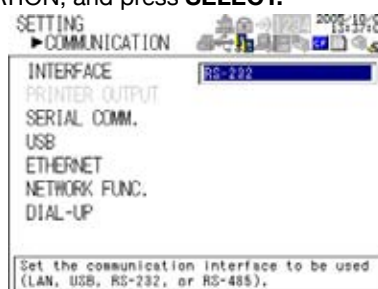 ATION, and press SELECT.
SETTING
►COMMUNICATION
INTERFACE
RS-232
PRINTER OUTPUT
SERIAL COMM.
USB
ETHERNET
NETWORK FUNC.
DIAL-UP
Set the communication interface to be used
(LAN, USB, RS-232, or RS-485).